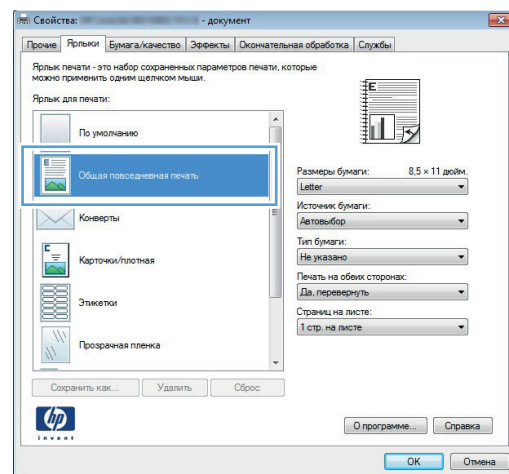 Свойства: - документ
Прочие Ярлыки Бумага/качество Эффекты Окончательная обработка Службы
Ярлык печати - это набор сохраненных параметров печати, которые
можно применить одним щелчком мыши.
Ярлык для печати:
По умолчанию
Общая повседневная печать
Конверты
Карточки/плотная
Этикетки
Прозрачная пленка
Сохранить как... Удалить Сброс
E
Размеры бумаги: 8,5 × 11 дюйм.
Letter
Источник бумаги:
Автовыбор
Тип бумаги:
Не указано
Печать на обеих сторонах:
Да, перевернуть
Страниц на листе:
1 стр. на листе
hp
invent
О программе... Справка
OK Отмена